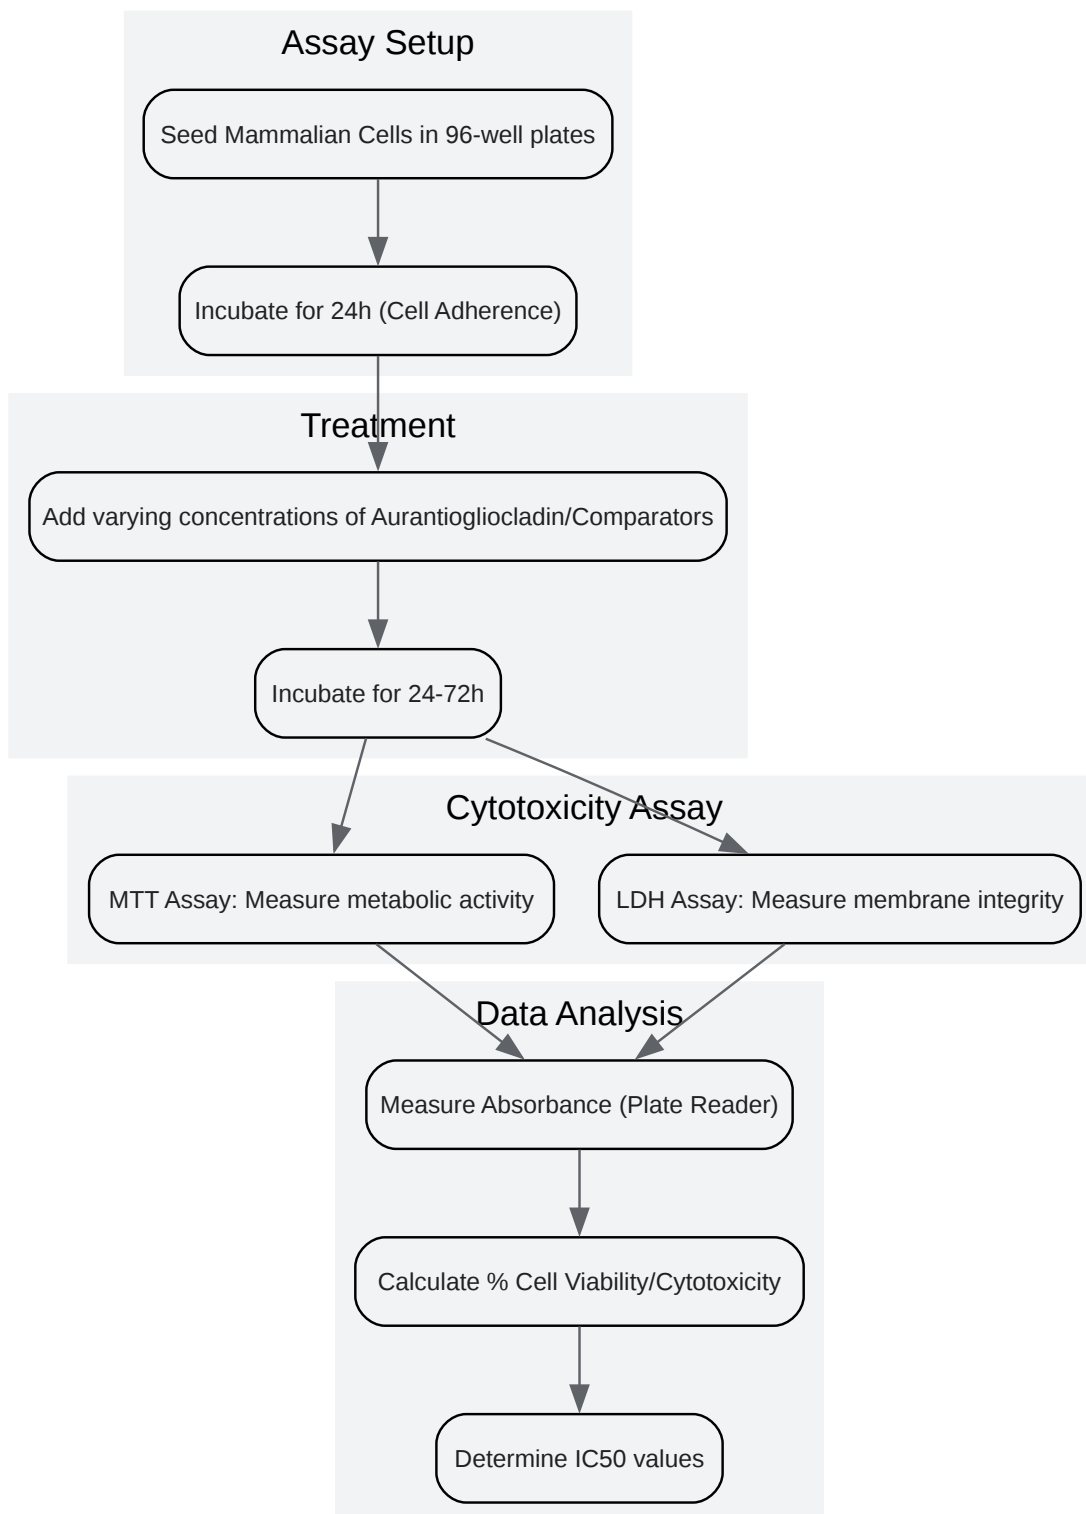 Assay Setup
Seed Mammalian Cells in 96-well plates
Incubate for 24h (Cell Adherence)
Treatment
Add varying concentrations of Aurantiogliocladin/Comparators
Incubate for 24-72h
Cytotoxicity Assay
MTT Assay: Measure metabolic activity
LDH Assay: Measure membrane integrity
Data Analysis
Measure Absorbance (Plate Reader)
Calculate % Cell Viability/Cytotoxicity
Determine IC50 values